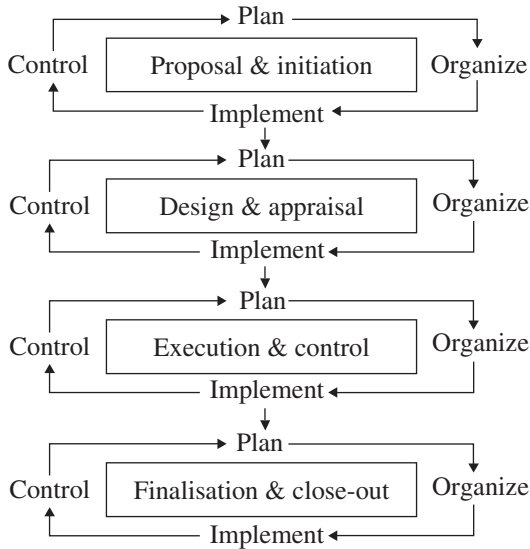 Plan
Control Proposal & initiation Organize
Implement
Plan
Control Design & appraisal Organize
Implement
Plan
Control Execution & control Organize
Implement
Plan
Control Finalisation & close-out Organize
Implement